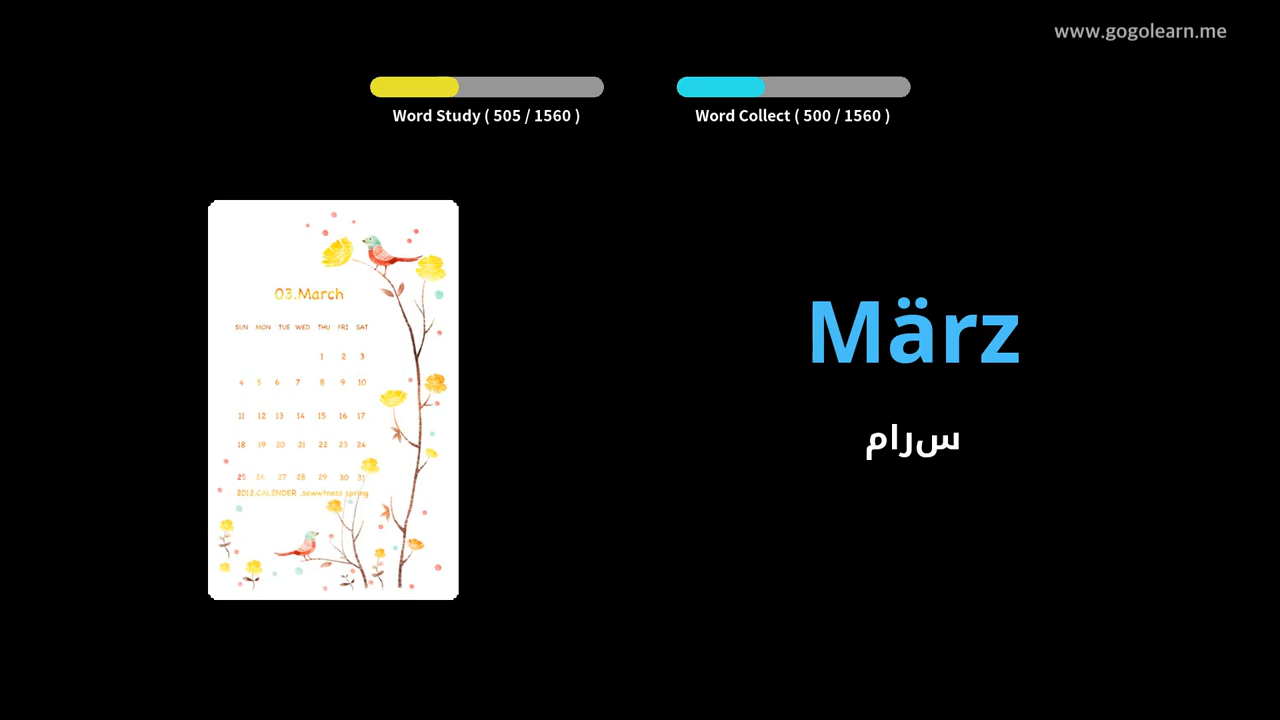 www.gogolearn.me
Word Study ( 505 / 1560 )
Word Collect ( 500 / 1560 )
03.March
SUN MON TUE WED THU FRI SAT
1 2 3
4 5 6 7 8 9 10
11 12 13 14 15 16 17
18 19 20 21 22 23 24
25 26 27 28 29 30 31
2012.CALENDER .sewwtness spring
März
سرام